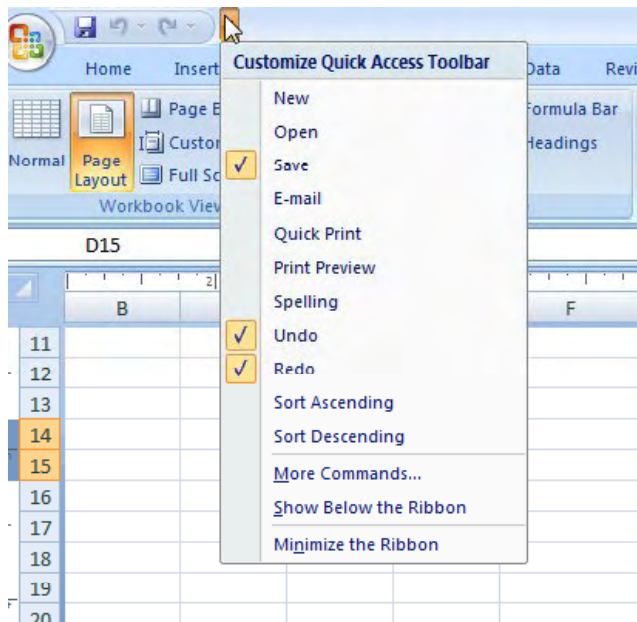 Customize Quick Access Toolbar
Home Insert Data Revi
New
Open
Save
E-mail
Quick Print
Print Preview
Spelling
Undo
Redo
Sort Ascending
Sort Descending
More Commands...
Show Below the Ribbon
Minimize the Ribbon
Page B
Custor
Full Sc
Normal
Page
Layout
Workbook View
Formula Bar
Headings
D15
2
B F
11
12
13
14
15
16
17
18
19
20